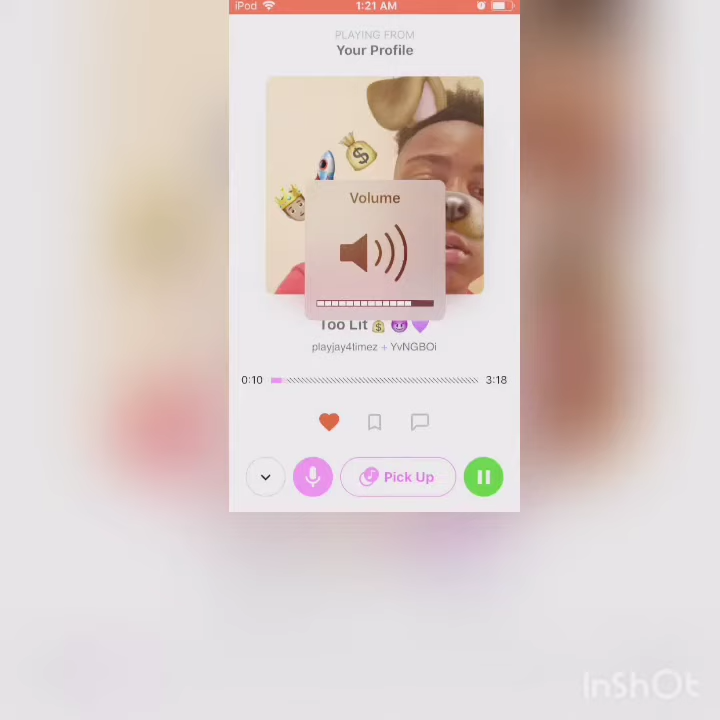 iPod 1:21 AM
PLAYING FROM
Your Profile
Volume
Too Lit 💰😈💜
playjay4timez + YvNGBOi
0:10 3:18
Pick Up
InShOt